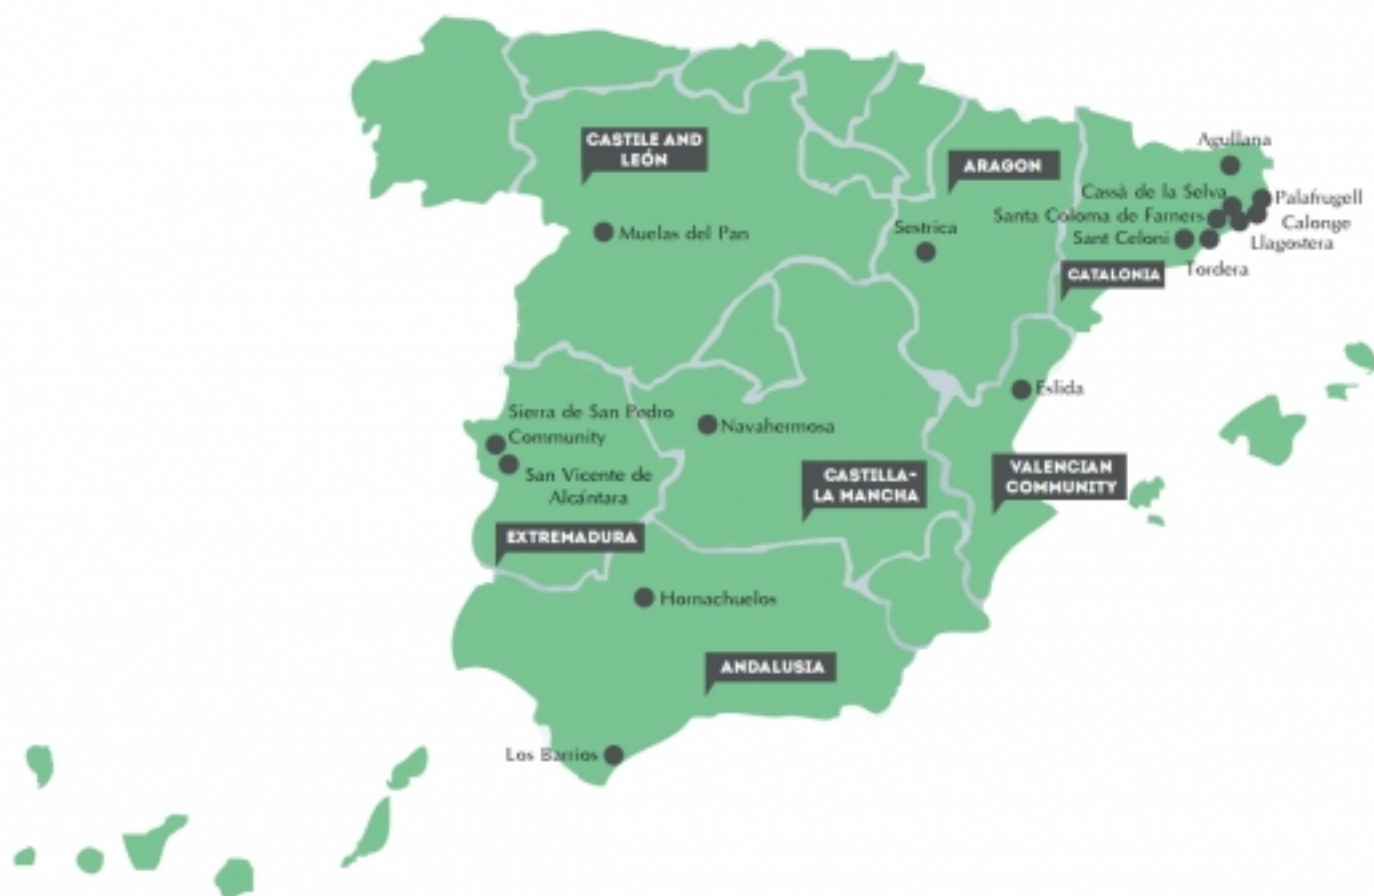 CASTILE AND
LEÓN
Agullana
ARAGON
Cassà de la Selva
Palafrugell
Santa Coloma de Farners
Calonge
Sestrica
Muelas del Pan
Sant Celoni
Llagostera
CATALONIA
Tordera
Eslida
Sierra de San Pedro
Community
Navahermosa
San Vicente de
Alcántara
CASTILLA-
LA MANCHA
VALENCIAN
COMMUNITY
EXTREMADURA
Hornachuelos
ANDALUSIA
Los Barrios